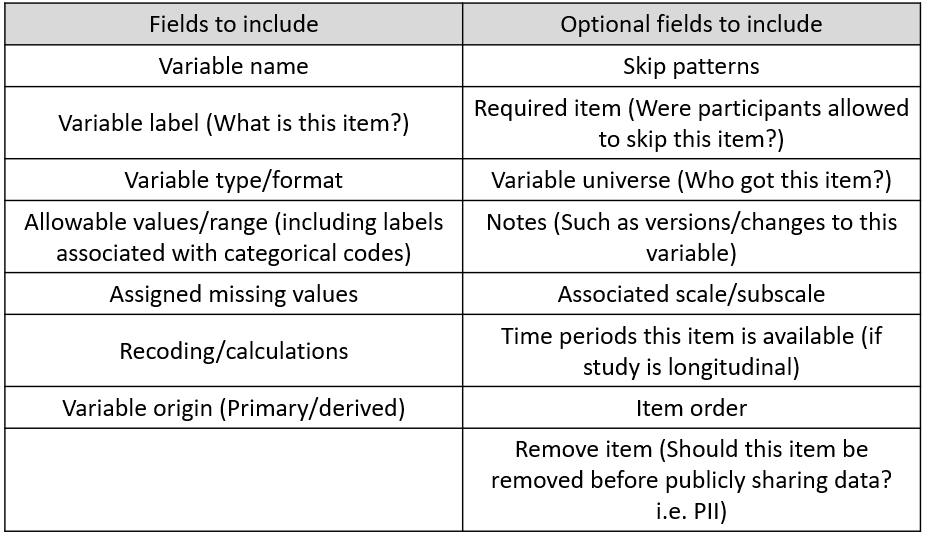 Fields to include
Optional fields to include
Variable name
Skip patterns
Variable label (What is this item?)
Required item (Were participants allowed
to skip this item?)
Variable type/format
Variable universe (Who got this item?)
Allowable values/range (including labels
associated with categorical codes)
Notes (Such as versions/changes to this
variable)
Assigned missing values
Associated scale/subscale
Recoding/calculations
Time periods this item is available (if
study is longitudinal)
Variable origin (Primary/derived)
Item order
Remove item (Should this item be
removed before publicly sharing data?
i.e. PII)